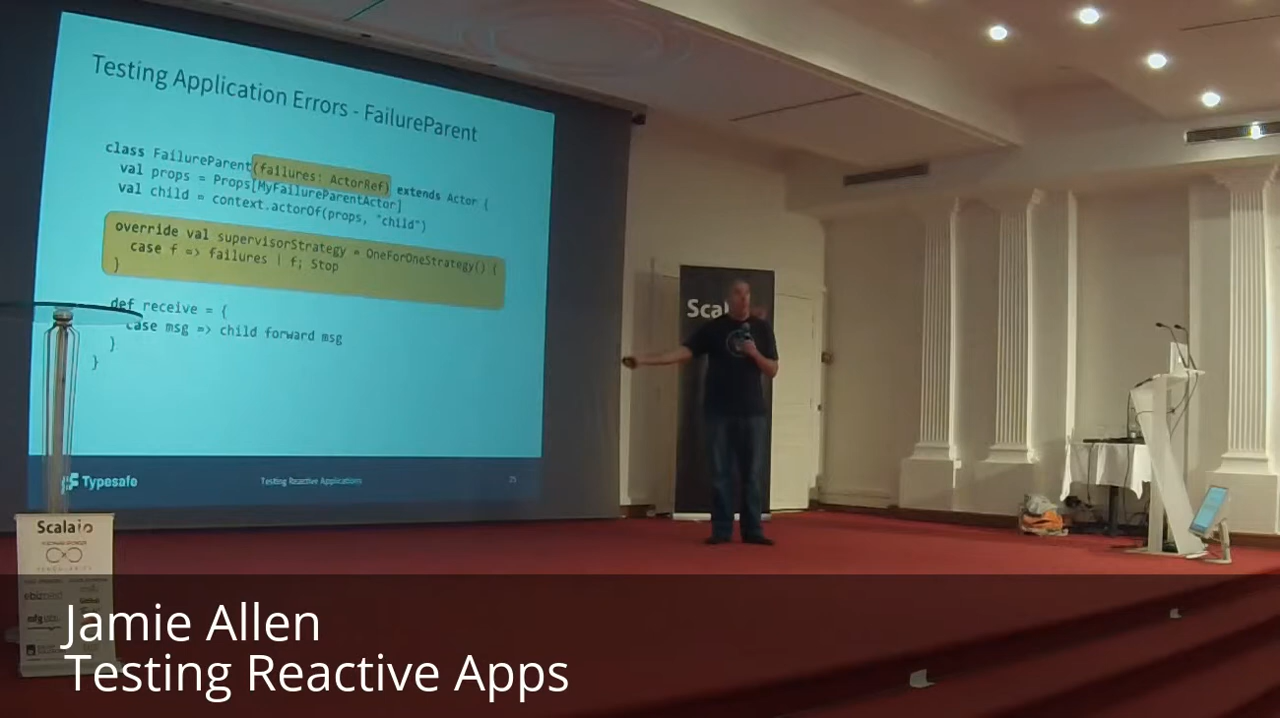 Testing Application Errors - FailureParent
class FailureParent(failures: ActorRef) extends Actor {
val props = Props[MyFailureParentActor]
val child = context.actorOf(props, "child")
override val supervisorStrategy = OneForOneStrategy() {
case f => failures ! f; Stop
}
def receive = {
case msg => child forward msg
}
}
Typesafe
Testing Reactive Applications
25
Scala
Scalaio
Jamie Allen
Testing Reactive Apps